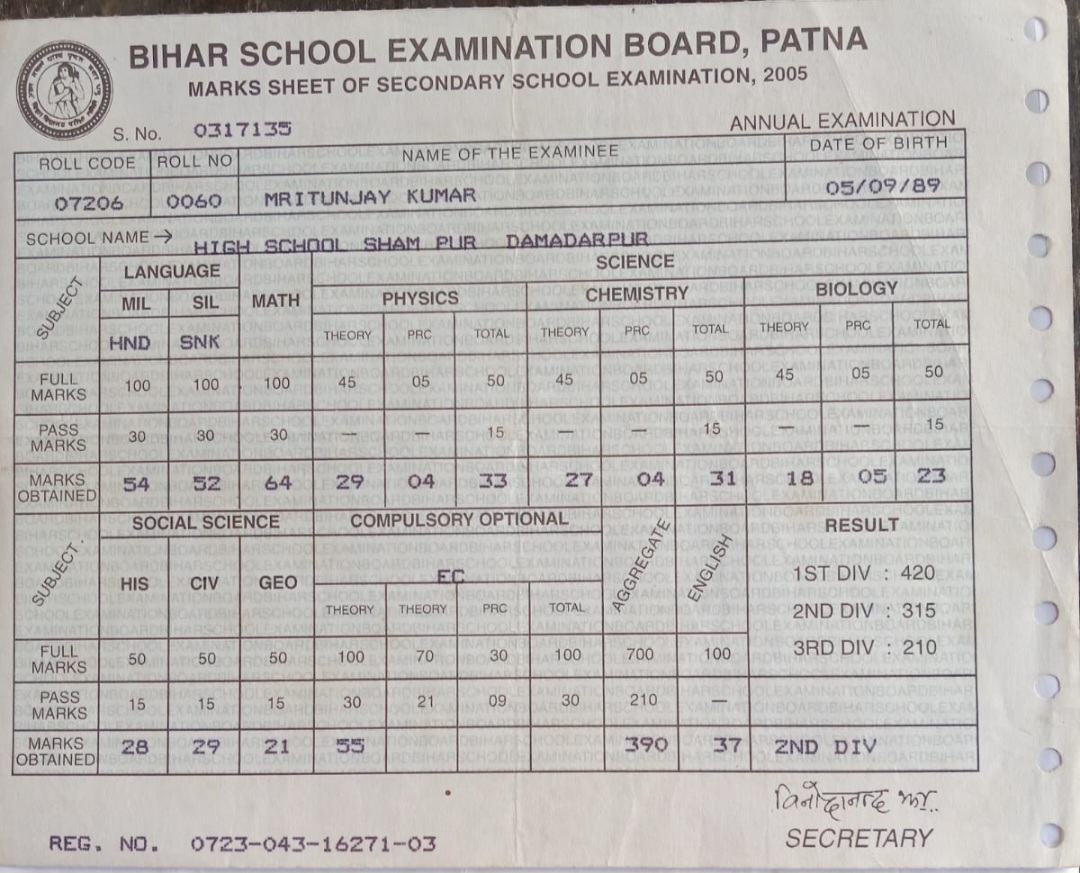 BIHAR SCHOOL EXAMINATION BOARD, PATNA
MARKS SHEET OF SECONDARY SCHOOL EXAMINATION, 2005
S. No. 0317135
ANNUAL EXAMINATION
ROLL CODE ROLL NO NAME OF THE EXAMINEE DATE OF BIRTH
07206 0060 MRITUNJAY KUMAR 05/09/89
SCHOOL NAME → HIGH SCHOOL SHAM PUR DAMADARPUR
SUBJECT LANGUAGE MATH SCIENCE
MIL SIL PHYSICS CHEMISTRY BIOLOGY
HND SNK THEORY PRC TOTAL THEORY PRC TOTAL THEORY PRC TOTAL
FULL MARKS 100 100 100 45 05 50 45 05 50 45 05 50
PASS MARKS 30 30 30 — — 15 — — 15 — — 15
MARKS OBTAINED 54 52 64 29 04 33 27 04 31 18 05 23
SUBJECT SOCIAL SCIENCE COMPULSORY OPTIONAL AGGREGATE ENGLISH RESULT
HIS CIV GEO EC 1ST DIV : 420
THEORY THEORY PRC TOTAL 2ND DIV : 315
3RD DIV : 210
FULL MARKS 50 50 50 100 70 30 100 700 100
PASS MARKS 15 15 15 30 21 09 30 210 —
MARKS OBTAINED 28 29 21 55 390 37 2ND DIV
विनोदानन्द झा
SECRETARY
REG. NO. 0723-043-16271-03